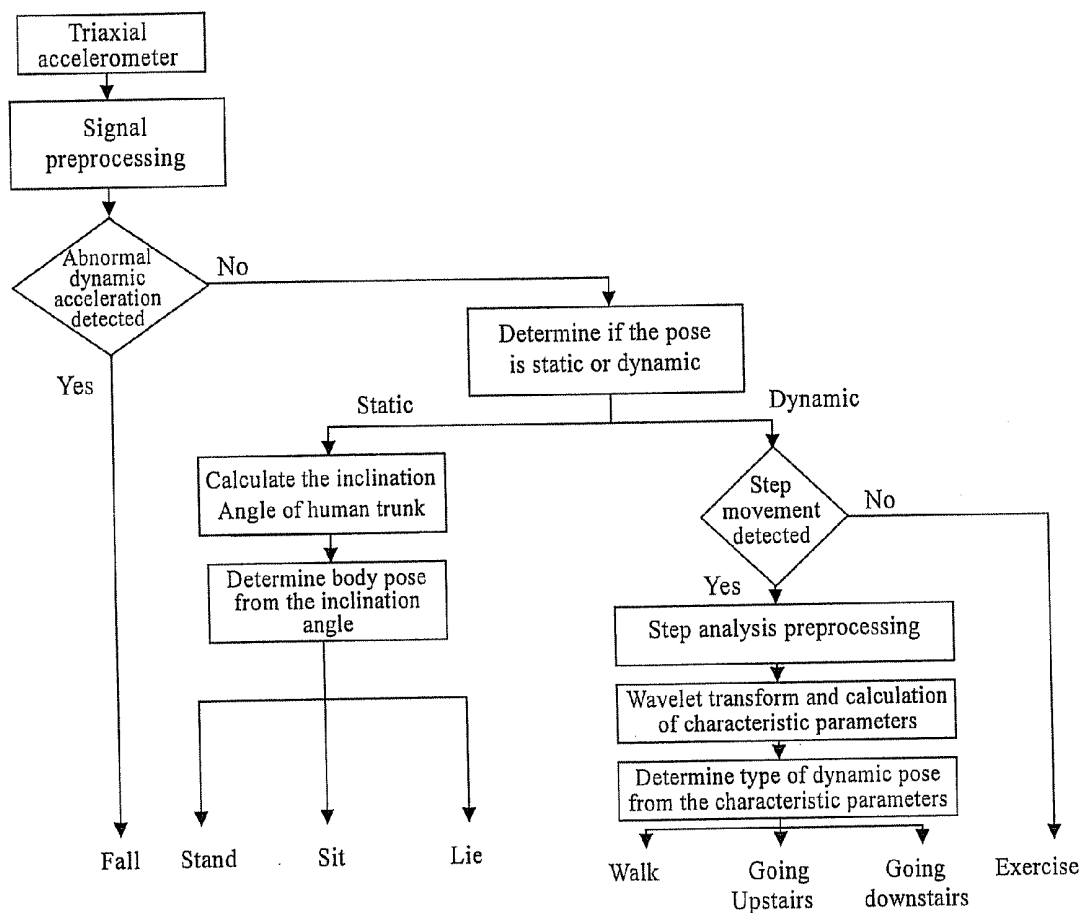 Triaxial
accelerometer
Signal
preprocessing
Abnormal
dynamic
acceleration
detected
No
Yes
Determine if the pose
is static or dynamic
Static
Dynamic
Calculate the inclination
Angle of human trunk
Determine body pose
from the inclination
angle
Step
movement
detected
No
Yes
Step analysis preprocessing
Wavelet transform and calculation
of characteristic parameters
Determine type of dynamic pose
from the characteristic parameters
Fall
Stand
Sit
Lie
Walk
Going
Upstairs
Going
downstairs
Exercise